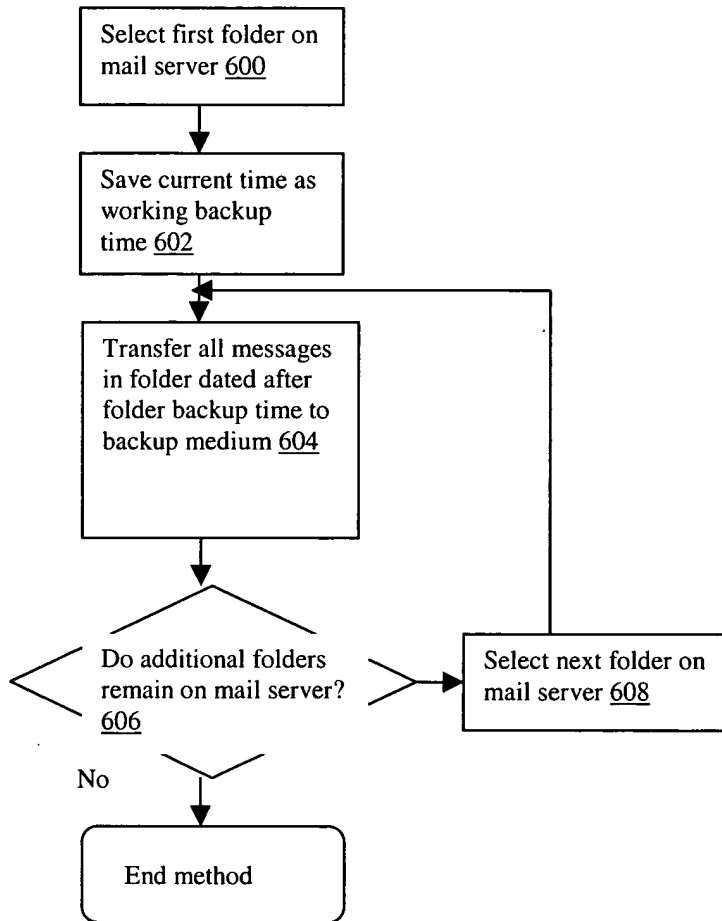 Select first folder on
mail server 600
Save current time as
working backup
time 602
Transfer all messages
in folder dated after
folder backup time to
backup medium 604
Do additional folders
remain on mail server?
606
Select next folder on
mail server 608
No
End method